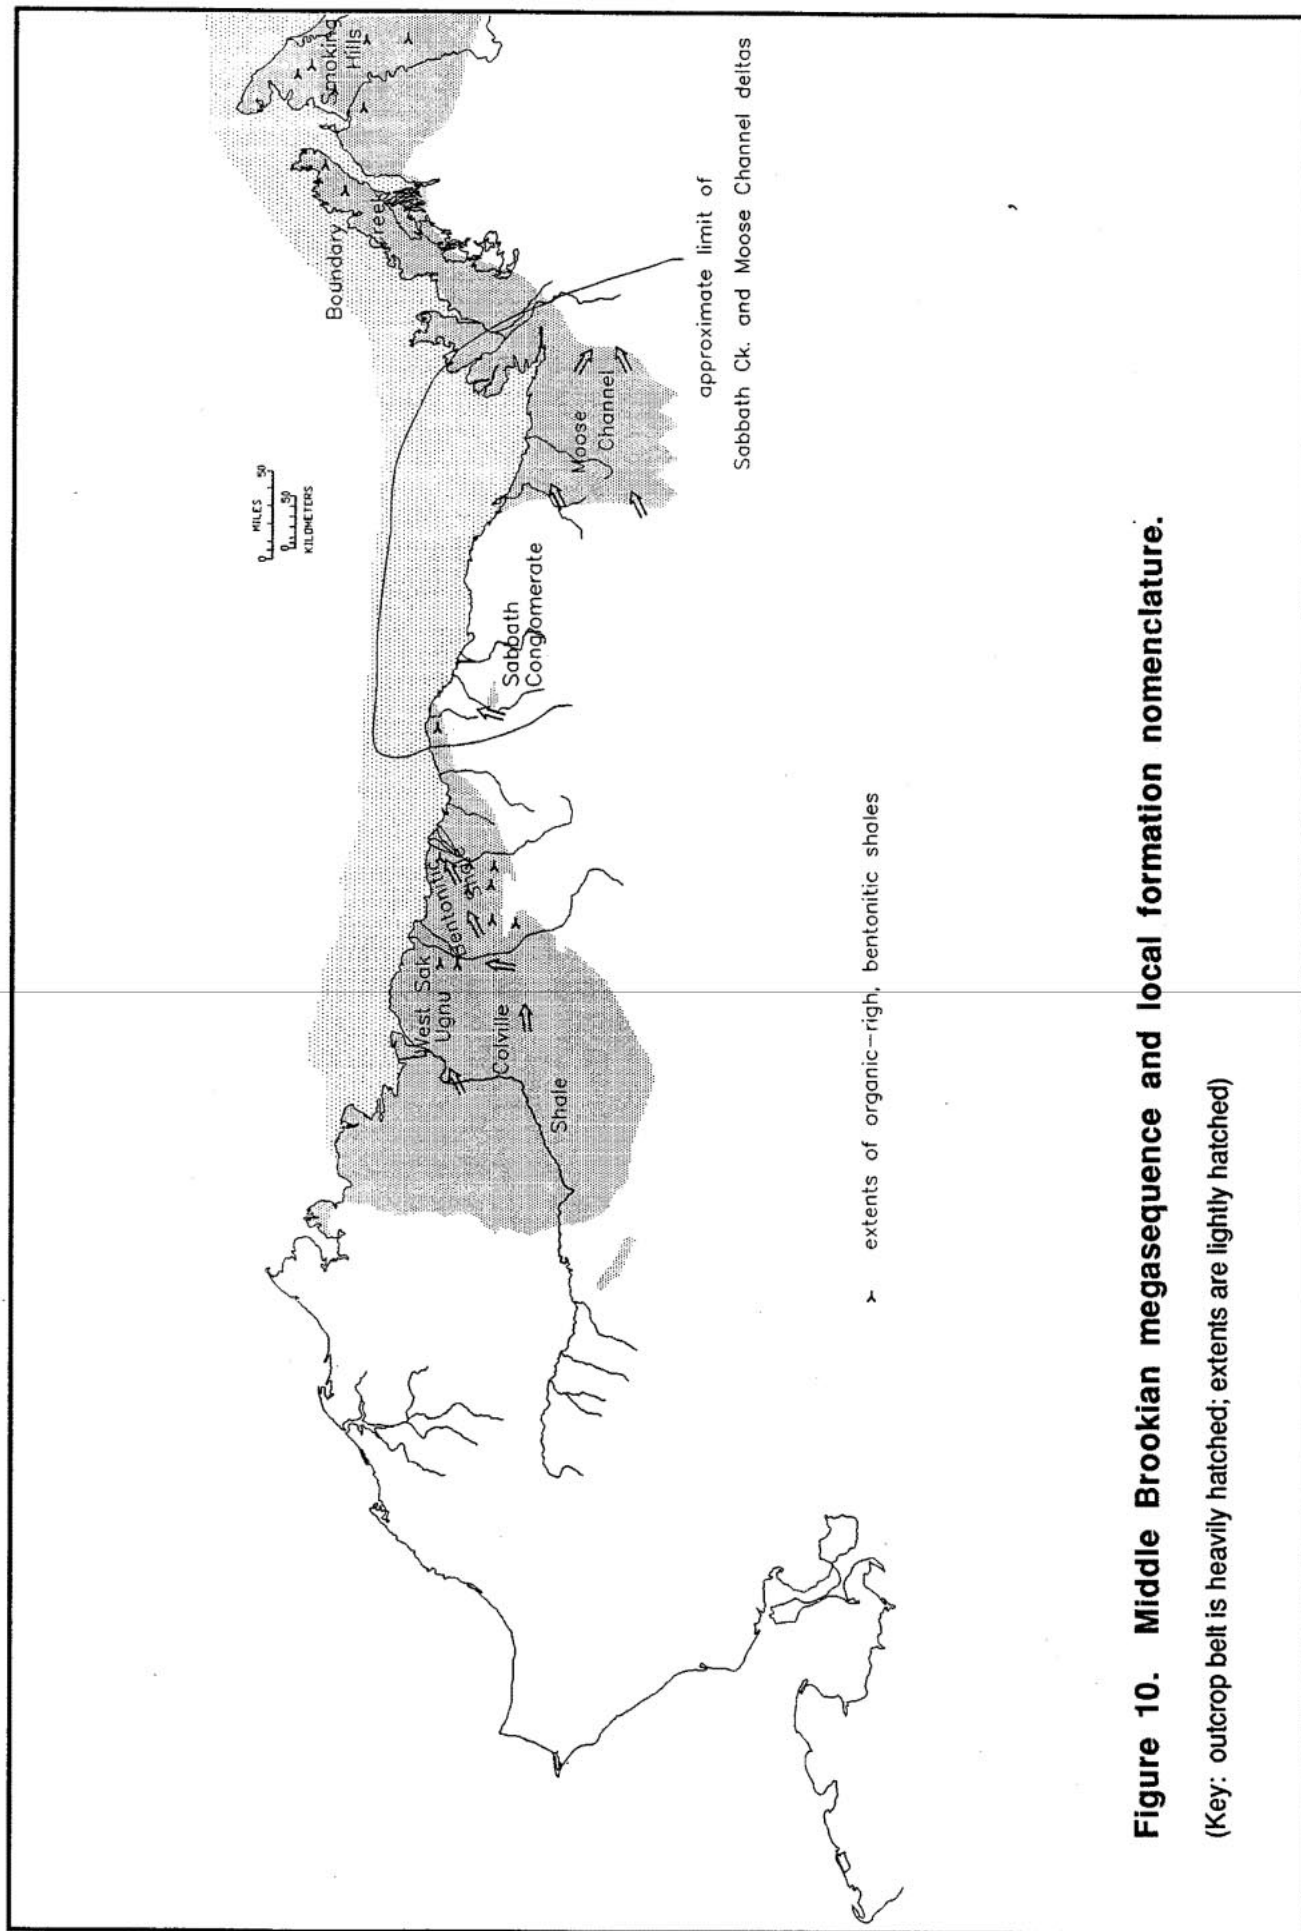 MILES
0 50
0 50
KILOMETERS
Smoking
Hills
Boundary
Creek
West Sak
Ugnu
Bentonitic
Shale
Colville
Shale
Sabbath
Conglomerate
Moose
Channel
approximate limit of
Sabbath Ck. and Moose Channel deltas
extents of organic-righ, bentonitic shales
Figure 10. Middle Brookian megasequence and local formation nomenclature.
(Key: outcrop belt is heavily hatched; extents are lightly hatched)